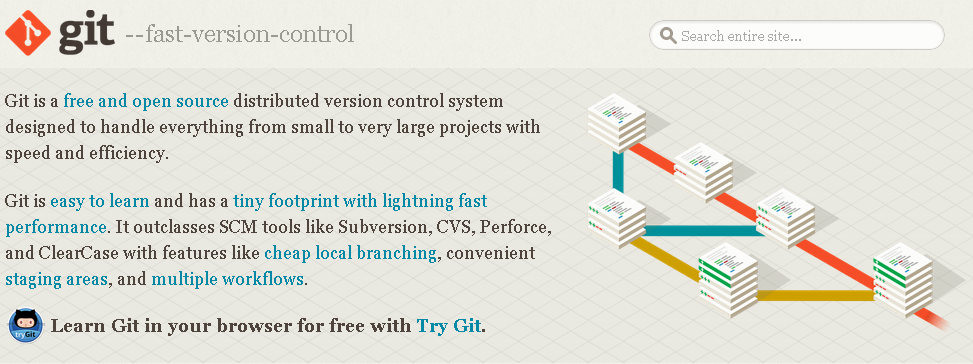 git --fast-version-control
Search entire site...
Git is a free and open source distributed version control system
designed to handle everything from small to very large projects with
speed and efficiency.
Git is easy to learn and has a tiny footprint with lightning fast
performance. It outclasses SCM tools like Subversion, CVS, Perforce,
and ClearCase with features like cheap local branching, convenient
staging areas, and multiple workflows.
tryGit
Learn Git in your browser for free with Try Git.